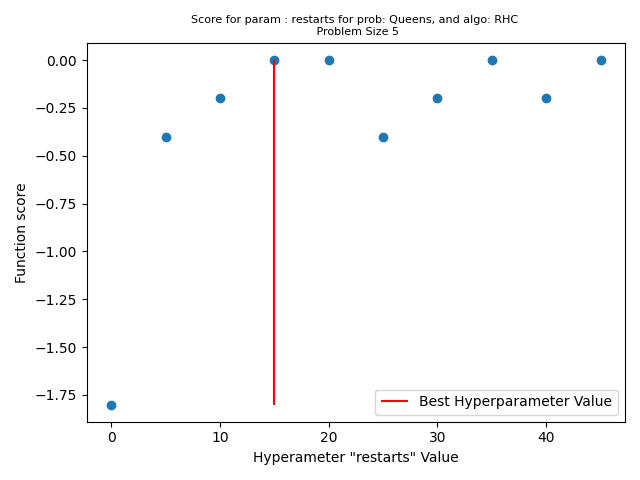 Score for param : restarts for prob: Queens, and algo: RHC
Problem Size 5
0.00
−0.25
−0.50
−0.75
−1.00
−1.25
−1.50
−1.75
Function score
Best Hyperparameter Value
0
10
20
30
40
Hyperameter "restarts" Value